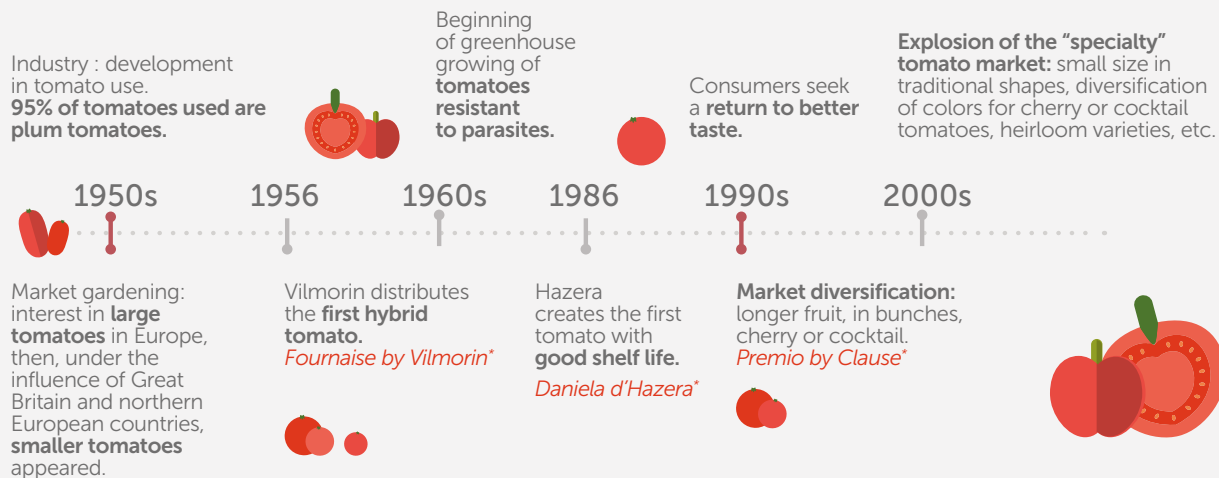 Industry : development
in tomato use.
95% of tomatoes used are
plum tomatoes.
Beginning
of greenhouse
growing of
tomatoes
resistant
to parasites.
Consumers seek
a return to better
taste.
Explosion of the “specialty”
tomato market: small size in
traditional shapes, diversification
of colors for cherry or cocktail
tomatoes, heirloom varieties, etc.
1950s
1956
1960s
1986
1990s
2000s
Market gardening:
interest in large
tomatoes in Europe,
then, under the
influence of Great
Britain and northern
European countries,
smaller tomatoes
appeared.
Vilmorin distributes
the first hybrid
tomato.
Fournaise by Vilmorin*
Hazera
creates the first
tomato with
good shelf life.
Daniela d’Hazera*
Market diversification:
longer fruit, in bunches,
cherry or cocktail.
Premio by Clause*